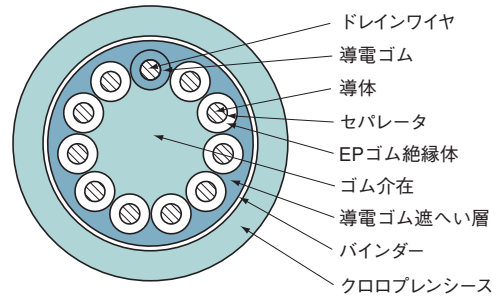 ドレインワイヤ
導電ゴム
導体
セパレータ
EPゴム絶縁体
ゴム介在
導電ゴム遮へい層
バインダー
クロロプレンシース